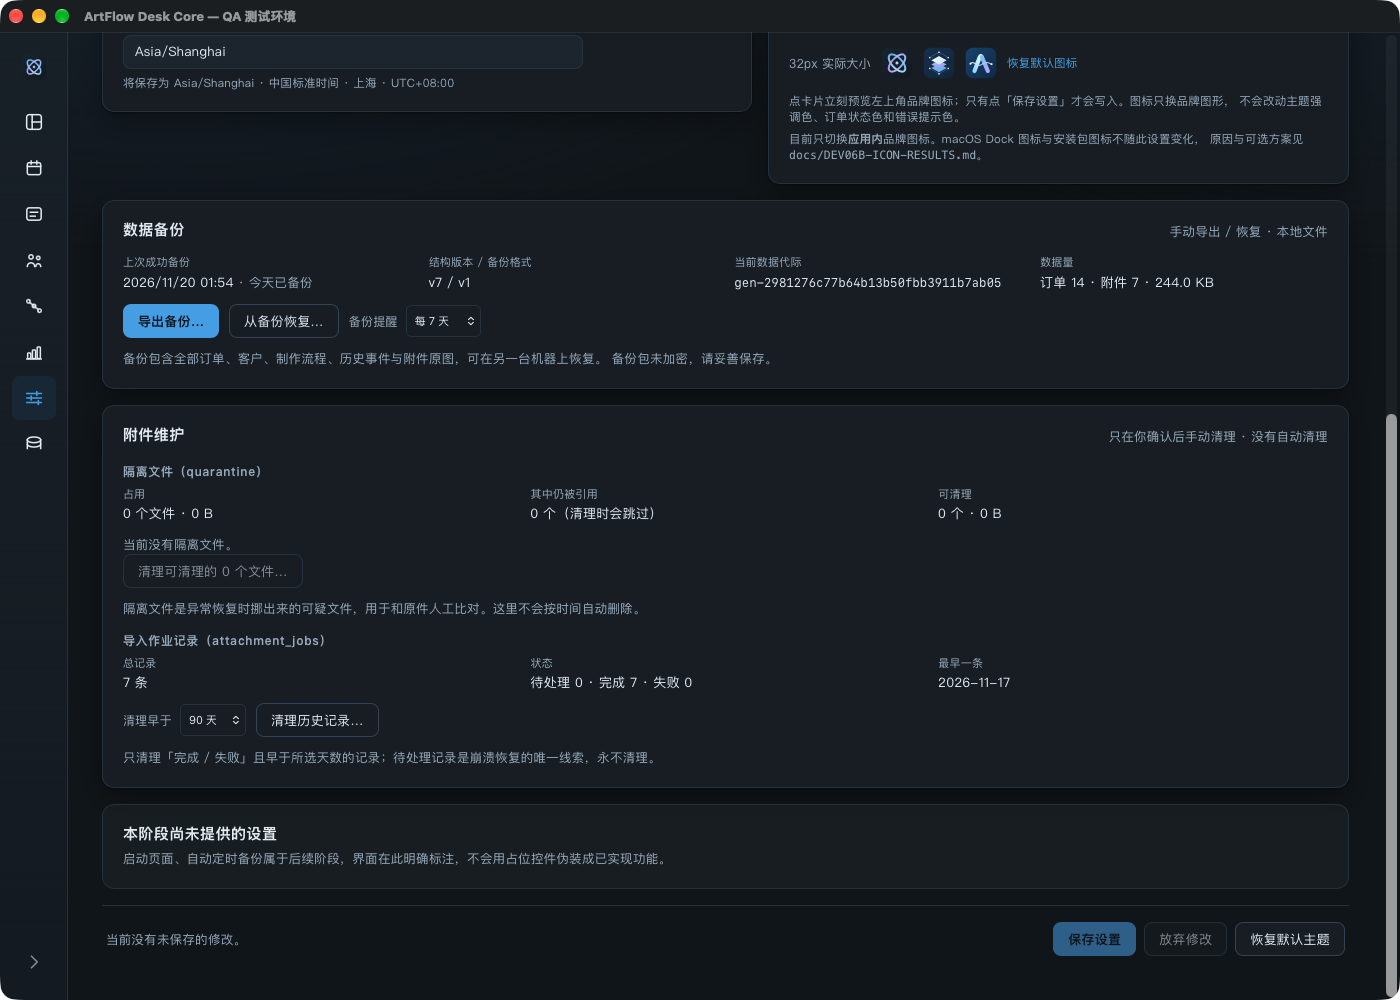 ArtFlow Desk Core — QA 测试环境
Asia/Shanghai
将保存为 Asia/Shanghai · 中国标准时间 · 上海 · UTC+08:00
32px 实际大小
恢复默认图标
点卡片立刻预览左上角品牌图标；只有点「保存设置」才会写入。图标只换品牌图形， 不会改动主题强
调色、订单状态色和错误提示色。
目前只切换应用内品牌图标。macOS Dock 图标与安装包图标不随此设置变化， 原因与可选方案见
docs/DEV06B-ICON-RESULTS.md。
数据备份
手动导出 / 恢复 · 本地文件
上次成功备份
2026/11/20 01:54 · 今天已备份
结构版本 / 备份格式
v7 / v1
当前数据代际
gen-2981276c77b64b13b50fbb3911b7ab05
数据量
订单 14 · 附件 7 · 244.0 KB
导出备份...
从备份恢复...
备份提醒
每 7 天
备份包含全部订单、客户、制作流程、历史事件与附件原图，可在另一台机器上恢复。 备份包未加密，请妥善保存。
附件维护
只在你确认后手动清理 · 没有自动清理
隔离文件（quarantine）
占用
0 个文件 · 0 B
其中仍被引用
0 个（清理时会跳过）
可清理
0 个 · 0 B
当前没有隔离文件。
清理可清理的 0 个文件...
隔离文件是异常恢复时挪出来的可疑文件，用于和原件人工比对。这里不会按时间自动删除。
导入作业记录（attachment_jobs）
总记录
7 条
状态
待处理 0 · 完成 7 · 失败 0
最早一条
2026-11-17
清理早于
90 天
清理历史记录...
只清理「完成 / 失败」且早于所选天数的记录；待处理记录是崩溃恢复的唯一线索，永不清理。
本阶段尚未提供的设置
启动页面、自动定时备份属于后续阶段，界面在此明确标注，不会用占位控件伪装成已实现功能。
当前没有未保存的修改。
保存设置
放弃修改
恢复默认主题